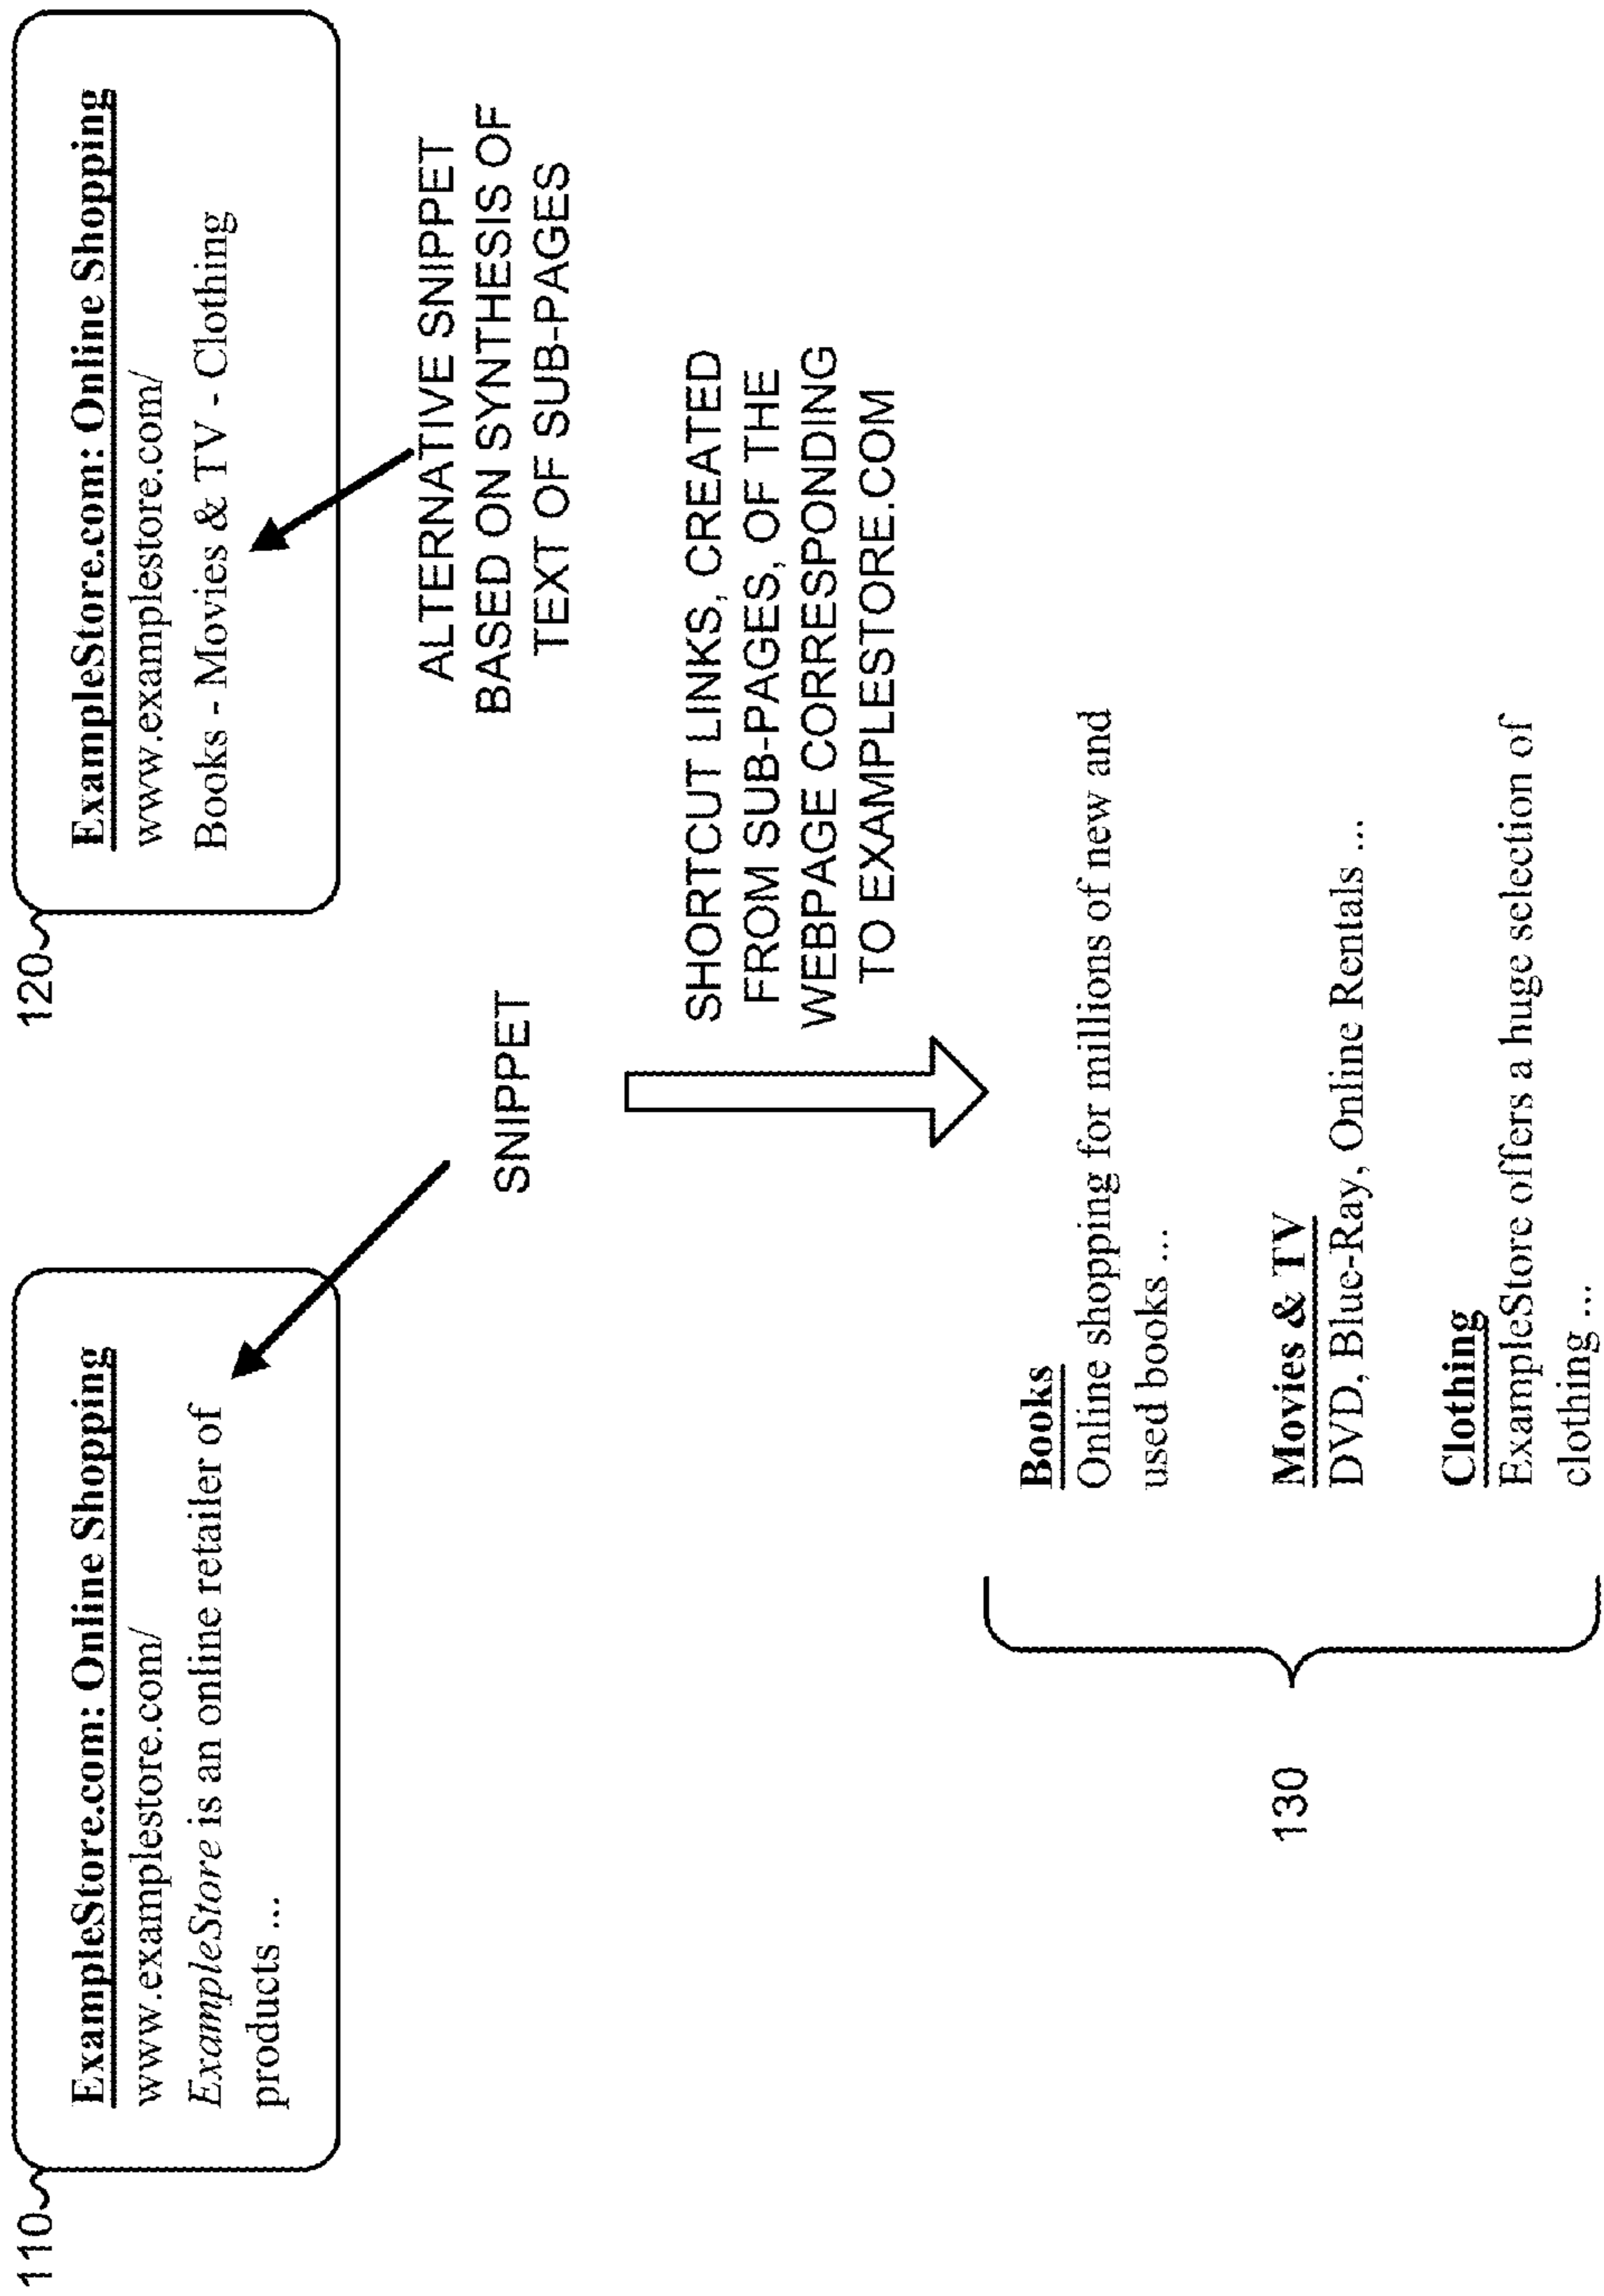 110
ExampleStore.com: Online Shopping
www.examplestore.com/
ExampleStore is an online retailer of
products ...
SNIPPET
120
ExampleStore.com: Online Shopping
www.examplestore.com/
Books - Movies & TV - Clothing
ALTERNATIVE SNIPPET
BASED ON SYNTHESIS OF
TEXT OF SUB-PAGES
SHORTCUT LINKS, CREATED
FROM SUB-PAGES, OF THE
WEBPAGE CORRESPONDING
TO EXAMPLESTORE.COM
130
Books
Online shopping for millions of new and
used books ...
Movies & TV
DVD, Blue-Ray, Online Rentals ...
Clothing
ExampleStore offers a huge selection of
clothing ...